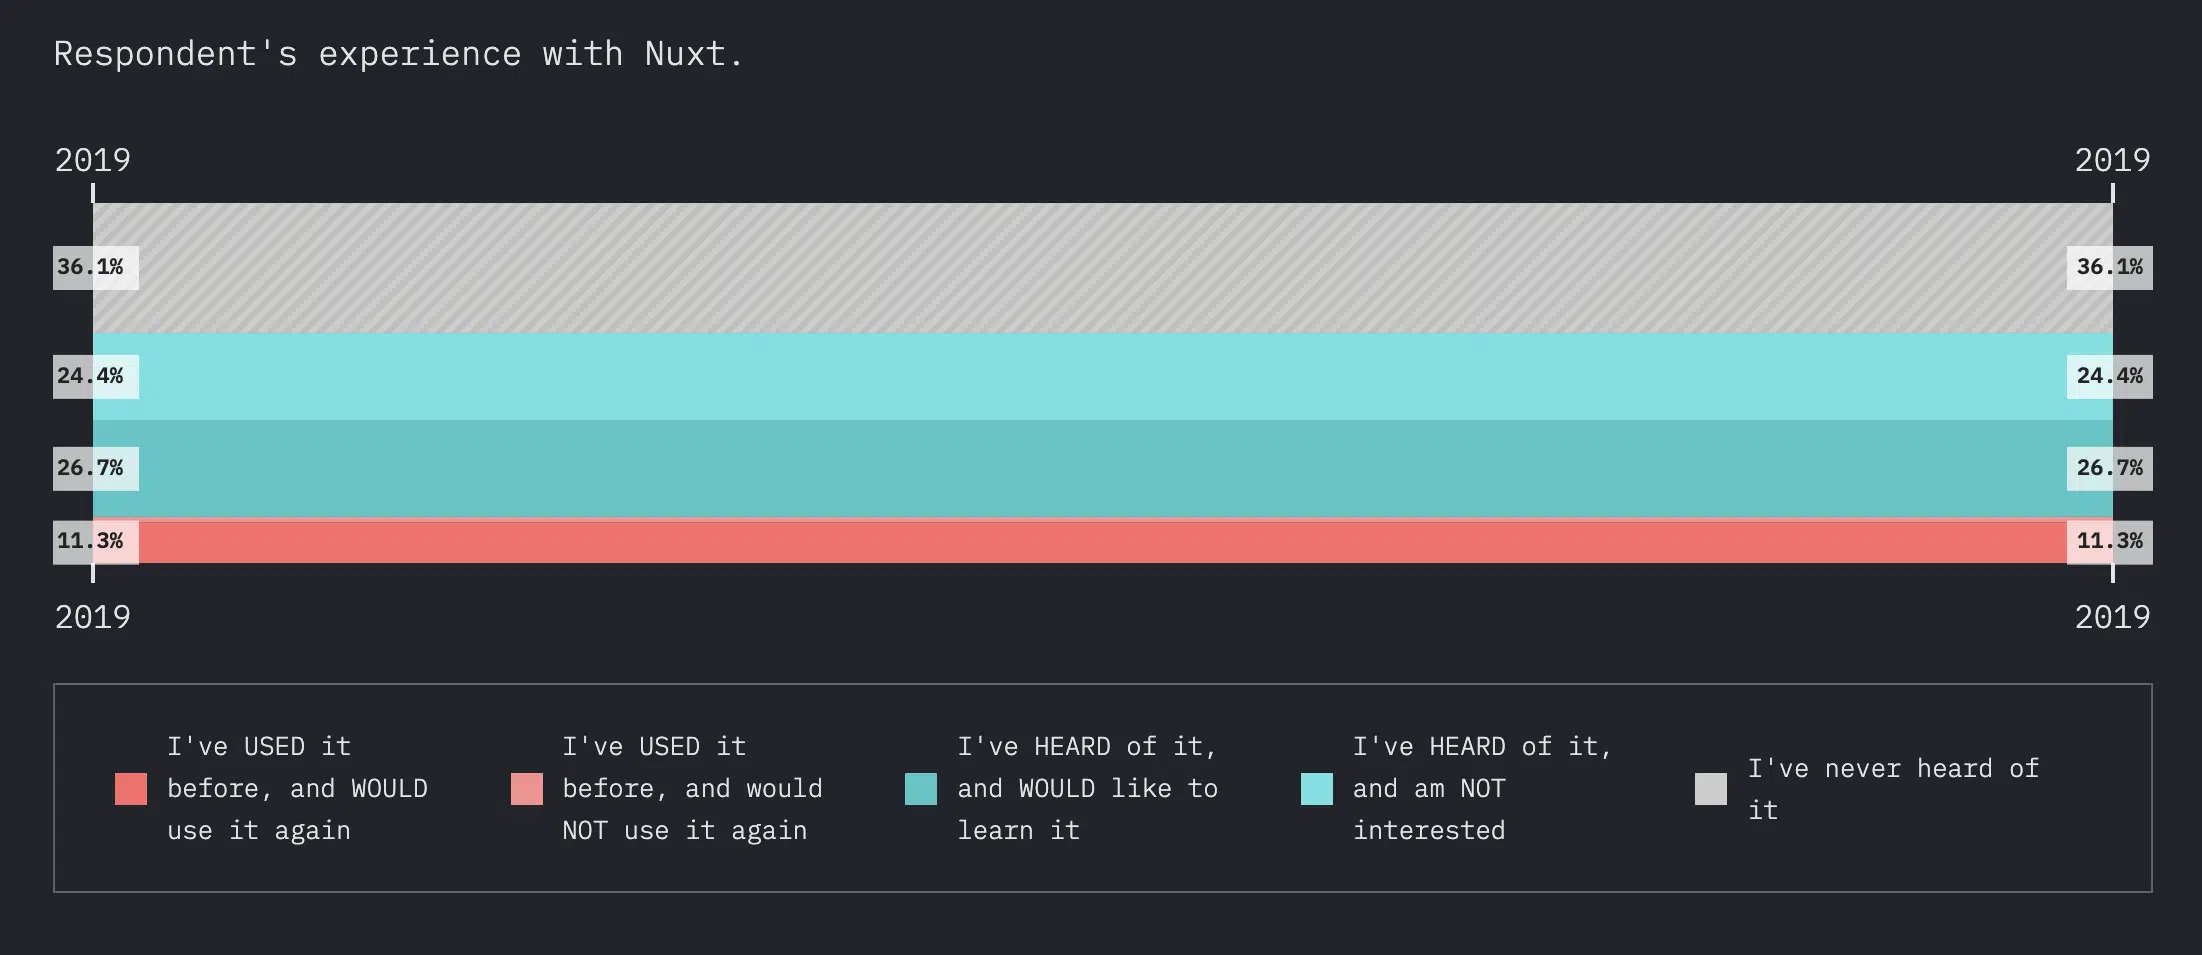 Respondent's experience with Nuxt.
2019 2019
36.1% 36.1%
24.4% 24.4%
26.7% 26.7%
11.3% 11.3%
2019 2019
I've USED it
before, and WOULD
use it again
I've USED it
before, and would
NOT use it again
I've HEARD of it,
and WOULD like to
learn it
I've HEARD of it,
and am NOT
interested
I've never heard of
it